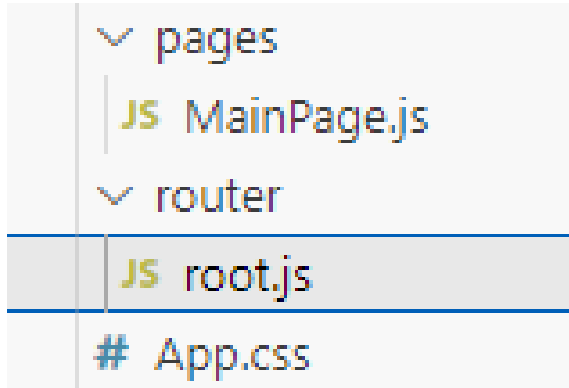 pages
JS MainPage.js
router
JS root.js
# App.css